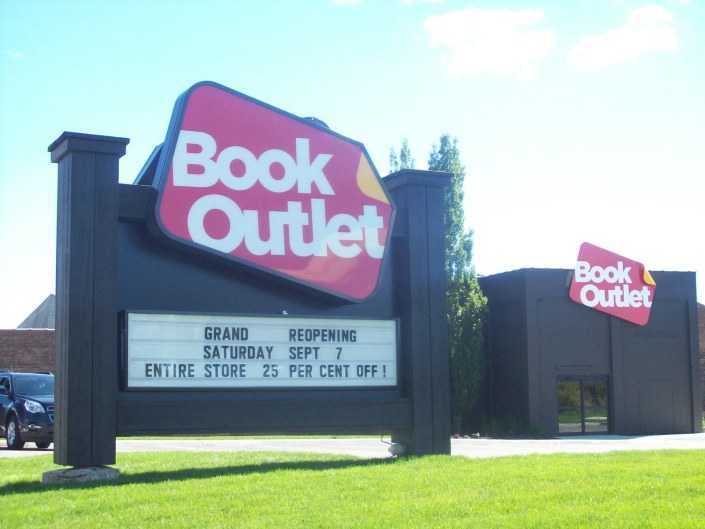 Book
Outlet
GRAND REOPENING
SATURDAY SEPT 7
ENTIRE STORE 25 PER CENT OFF!
Book
Outlet